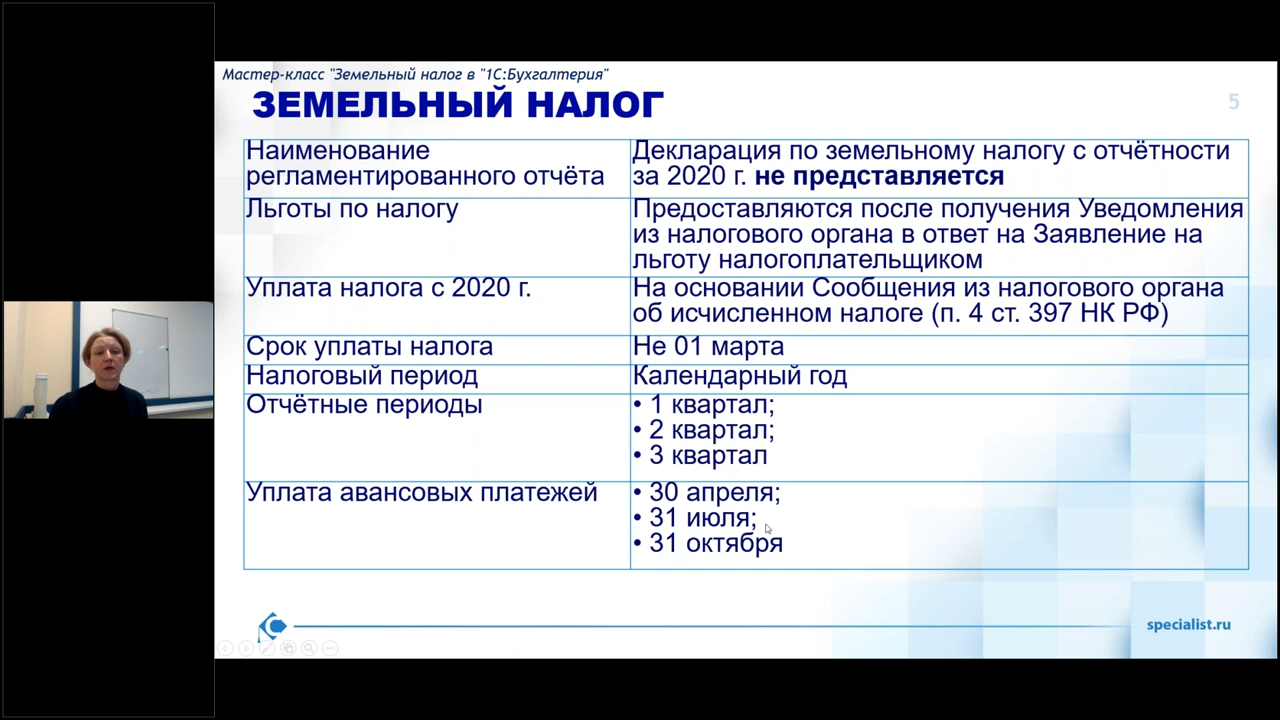 Мастер-класс "Земельный налог в "1С:Бухгалтерия"
ЗЕМЕЛЬНЫЙ НАЛОГ
5
Наименование
регламентированного отчёта
Декларация по земельному налогу с отчётности
за 2020 г. не представляется
Льготы по налогу
Предоставляются после получения Уведомления
из налогового органа в ответ на Заявление на
льготу налогоплательщиком
Уплата налога с 2020 г.
На основании Сообщения из налогового органа
об исчисленном налоге (п. 4 ст. 397 НК РФ)
Срок уплаты налога
Не 01 марта
Налоговый период
Календарный год
Отчётные периоды
• 1 квартал;
• 2 квартал;
• 3 квартал
Уплата авансовых платежей
• 30 апреля;
• 31 июля;
• 31 октября
specialist.ru